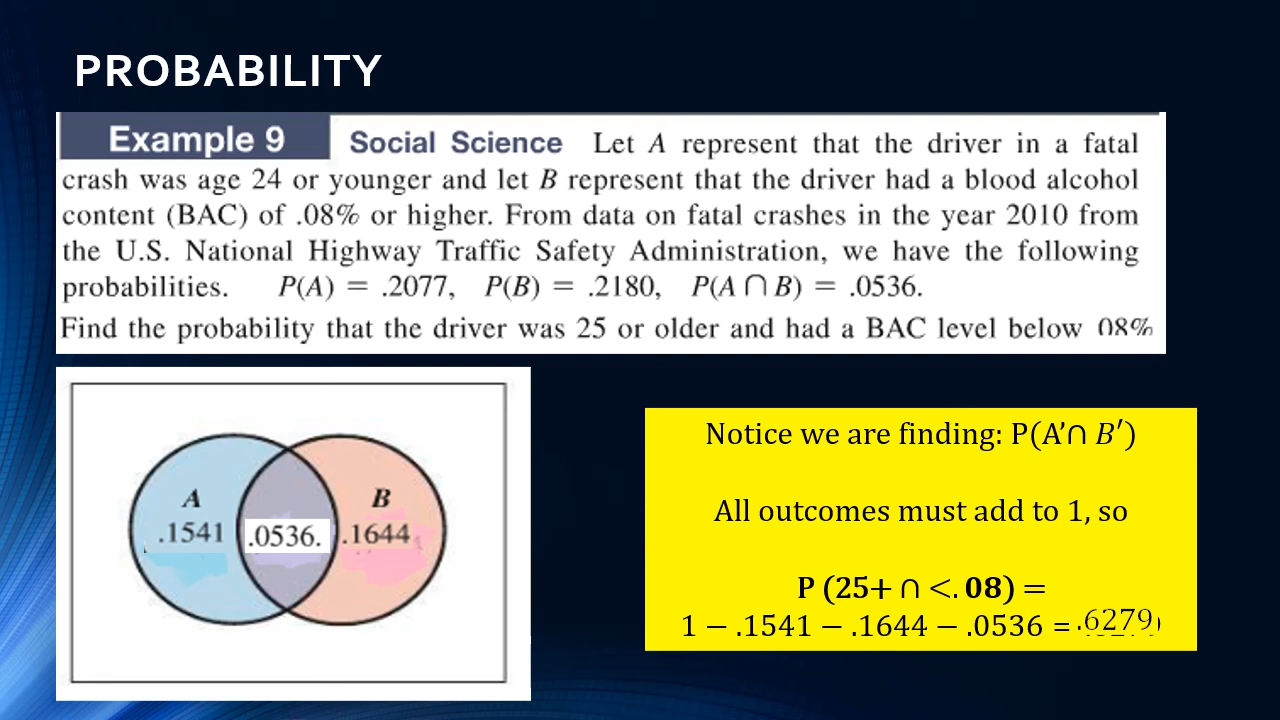 PROBABILITY
Example 9 Social Science Let A represent that the driver in a fatal
crash was age 24 or younger and let B represent that the driver had a blood alcohol
content (BAC) of .08% or higher. From data on fatal crashes in the year 2010 from
the U.S. National Highway Traffic Safety Administration, we have the following
probabilities. P(A) = .2077, P(B) = .2180, P(A ∩ B) = .0536.
Find the probability that the driver was 25 or older and had a BAC level below 08%
A B
.1541 .0536. .1644
Notice we are finding: P(A’∩ B′)
All outcomes must add to 1, so
P (25+ ∩ <. 08) =
1 − .1541 − .1644 − .0536 = .6279